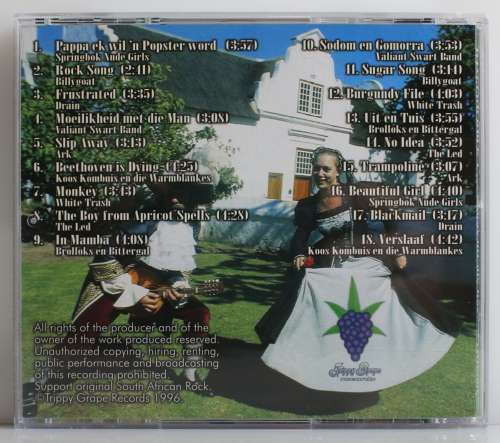 1. Pappa ek wil 'n Popster word (3:57)
Springbok Nude Girls
2. Rock Song (2:41)
Billygoat
3. Frustrated (3:35)
Drain
4. Moeilikheid met die Man (3:08)
Valiant Swart Band
5. Slip Away (3:43)
Ark
6. Beethoven is Dying (4:25)
Koos Kombuis en die Warmblankes
7. Monkey (3:43)
White Trash
8. The Boy from Apricot Spells (4:28)
The Led
9. In Mamba (4:08)
Brolloks en Bittergal
10. Sodom en Gomorra (3:53)
Valiant Swart Band
11. Sugar Song (3:44)
Billygoat
12. Burgundy File (4:03)
White Trash
13. Uit en Tuis (3:55)
Brolloks en Bittergal
14. No Idea (3:52)
The Led
15. Trampoline (3:07)
Ark
16. Beautiful Girl (4:40)
Springbok Nude Girls
17. Blackmail (3:17)
Drain
18. Verslaaf (4:42)
Koos Kombuis en die Warmblankes
All rights of the producer and of the
owner of the work produced reserved.
Unauthorized copying, hiring, renting,
public performance and broadcasting
of this recording prohibited.
Support original South African Rock.
©Trippy Grape Records 1996.
Trippy Grape